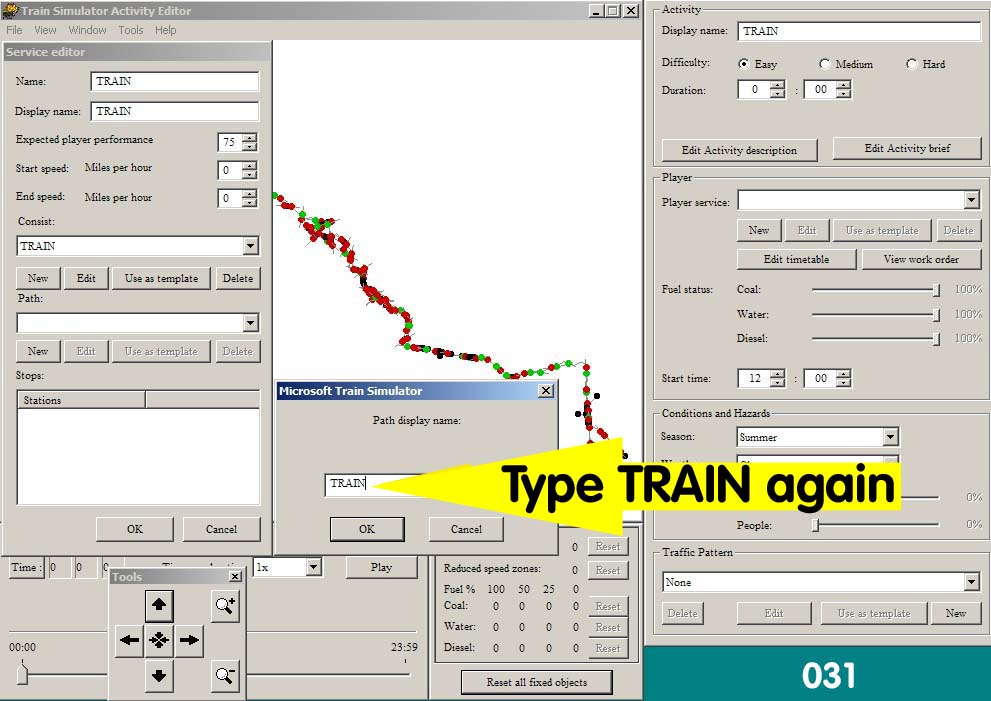 Train Simulator Activity Editor
File View Window Tools Help
Service editor
Name: TRAIN
Display name: TRAIN
Expected player performance 75
Start speed: Miles per hour 0
End speed: Miles per hour 0
Consist:
TRAIN
New Edit Use as template Delete
Path:
New Edit Use as template Delete
Stops:
Stations
OK Cancel
Microsoft Train Simulator
Path display name:
TRAIN
OK Cancel
Type TRAIN again
Time : 0 0 0
1x
Play
Tools
00:00
23:59
0 Reset
Reduced speed zones: 0 Reset
Fuel % 100 50 25 0
Coal: 0 0 0 0 Reset
Water: 0 0 0 0 Reset
Diesel: 0 0 0 0 Reset
Reset all fixed objects
Activity
Display name: TRAIN
Difficulty: Easy Medium Hard
Duration: 0 : 00
Edit Activity description Edit Activity brief
Player
Player service:
New Edit Use as template Delete
Edit timetable View work order
Fuel status: Coal: 100%
Water: 100%
Diesel: 100%
Start time: 12 : 00
Conditions and Hazards
Season: Summer
0%
People: 0%
Traffic Pattern
None
Delete Edit Use as template New
031